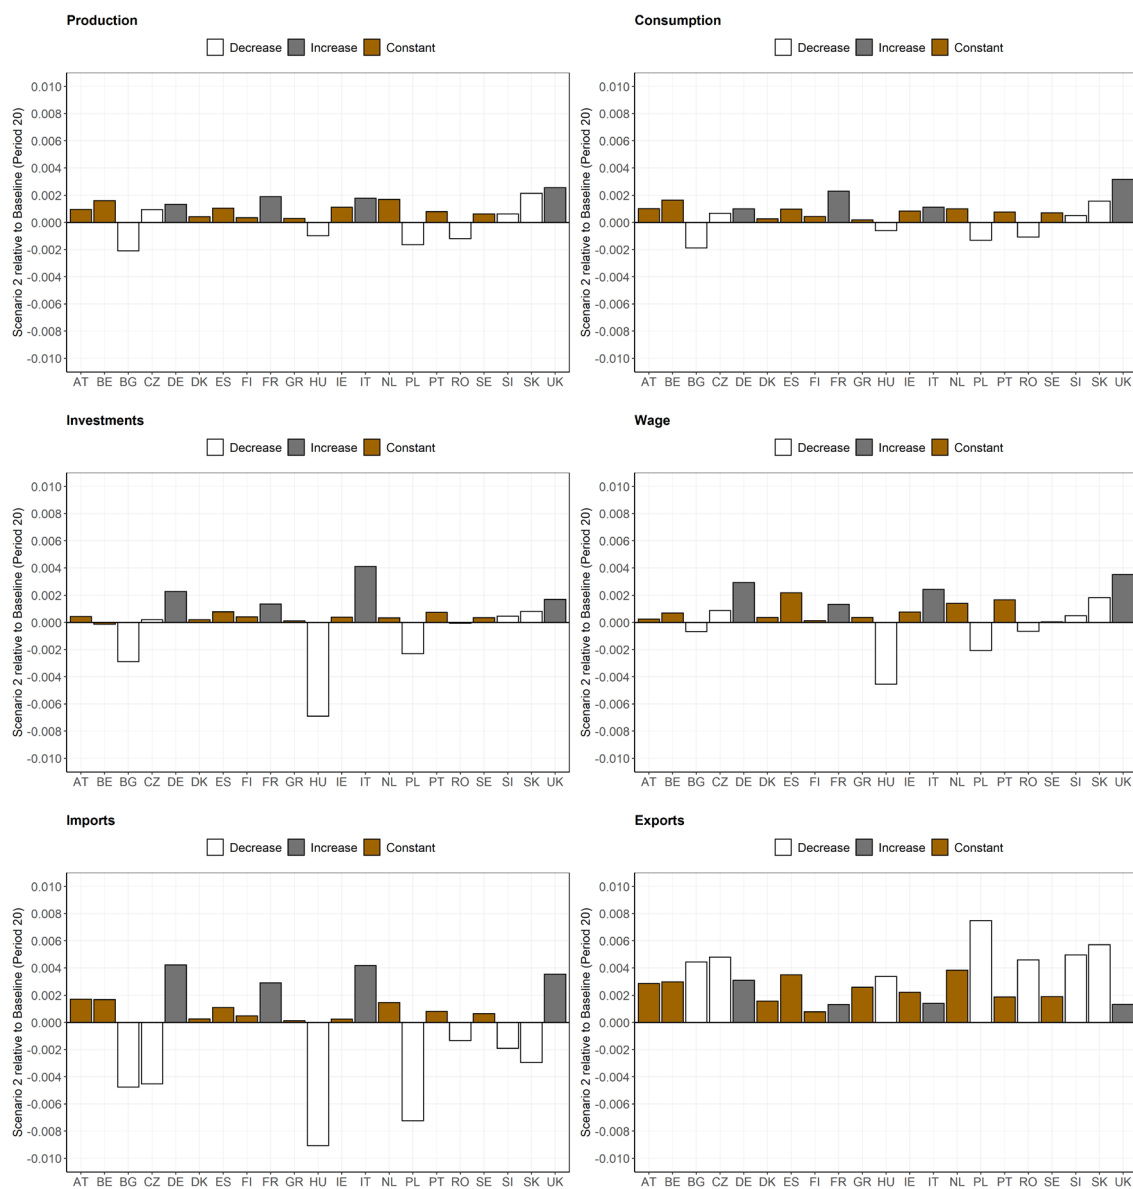 Production
Decrease Increase Constant
Scenario 2 relative to Baseline (Period 20)
0.010
0.008
0.006
0.004
0.002
0.000
-0.002
-0.004
-0.006
-0.008
-0.010
AT BE BG CZ DE DK ES FI FR GR HU IE IT NL PL PT RO SE SI SK UK
Consumption
Decrease Increase Constant
Scenario 2 relative to Baseline (Period 20)
0.010
0.008
0.006
0.004
0.002
0.000
-0.002
-0.004
-0.006
-0.008
-0.010
AT BE BG CZ DE DK ES FI FR GR HU IE IT NL PL PT RO SE SI SK UK
Investments
Decrease Increase Constant
Scenario 2 relative to Baseline (Period 20)
0.010
0.008
0.006
0.004
0.002
0.000
-0.002
-0.004
-0.006
-0.008
-0.010
AT BE BG CZ DE DK ES FI FR GR HU IE IT NL PL PT RO SE SI SK UK
Wage
Decrease Increase Constant
Scenario 2 relative to Baseline (Period 20)
0.010
0.008
0.006
0.004
0.002
0.000
-0.002
-0.004
-0.006
-0.008
-0.010
AT BE BG CZ DE DK ES FI FR GR HU IE IT NL PL PT RO SE SI SK UK
Imports
Decrease Increase Constant
Scenario 2 relative to Baseline (Period 20)
0.010
0.008
0.006
0.004
0.002
0.000
-0.002
-0.004
-0.006
-0.008
-0.010
AT BE BG CZ DE DK ES FI FR GR HU IE IT NL PL PT RO SE SI SK UK
Exports
Decrease Increase Constant
Scenario 2 relative to Baseline (Period 20)
0.010
0.008
0.006
0.004
0.002
0.000
-0.002
-0.004
-0.006
-0.008
-0.010
AT BE BG CZ DE DK ES FI FR GR HU IE IT NL PL PT RO SE SI SK UK